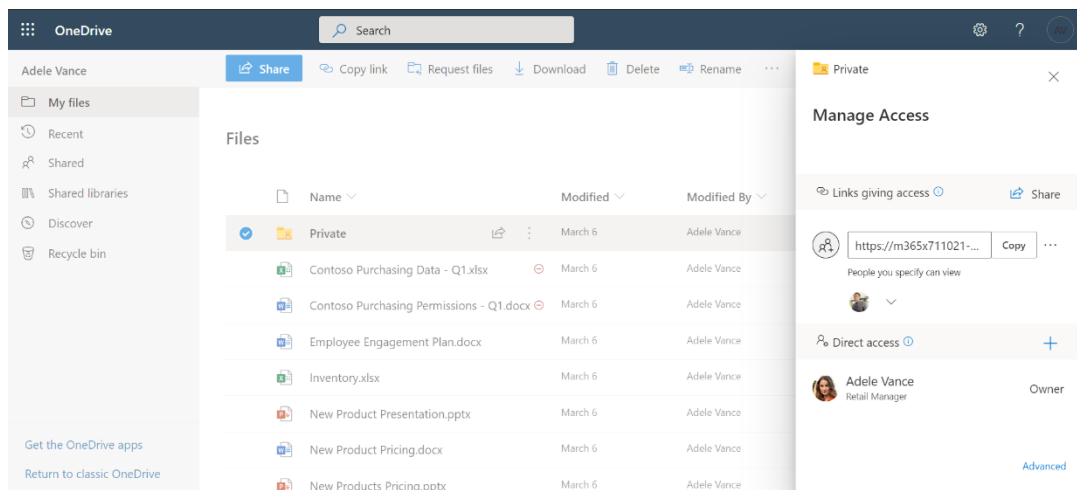 OneDrive
Search
?
AV
Adele Vance
My files
Recent
Shared
Shared libraries
Discover
Recycle bin
Get the OneDrive apps
Return to classic OneDrive
Share Copy link Request files Download Delete Rename ···
Files
Name Modified Modified By
Private March 6 Adele Vance
Contoso Purchasing Data - Q1.xlsx March 6 Adele Vance
Contoso Purchasing Permissions - Q1.docx March 6 Adele Vance
Employee Engagement Plan.docx March 6 Adele Vance
Inventory.xlsx March 6 Adele Vance
New Product Presentation.pptx March 6 Adele Vance
New Product Pricing.docx March 6 Adele Vance
New Products Pricing.pptx March 6 Adele Vance
Private
Manage Access
Links giving access Share
https://m365x711021-... Copy ···
People you specify can view
Direct access
Adele Vance Owner
Retail Manager
Advanced